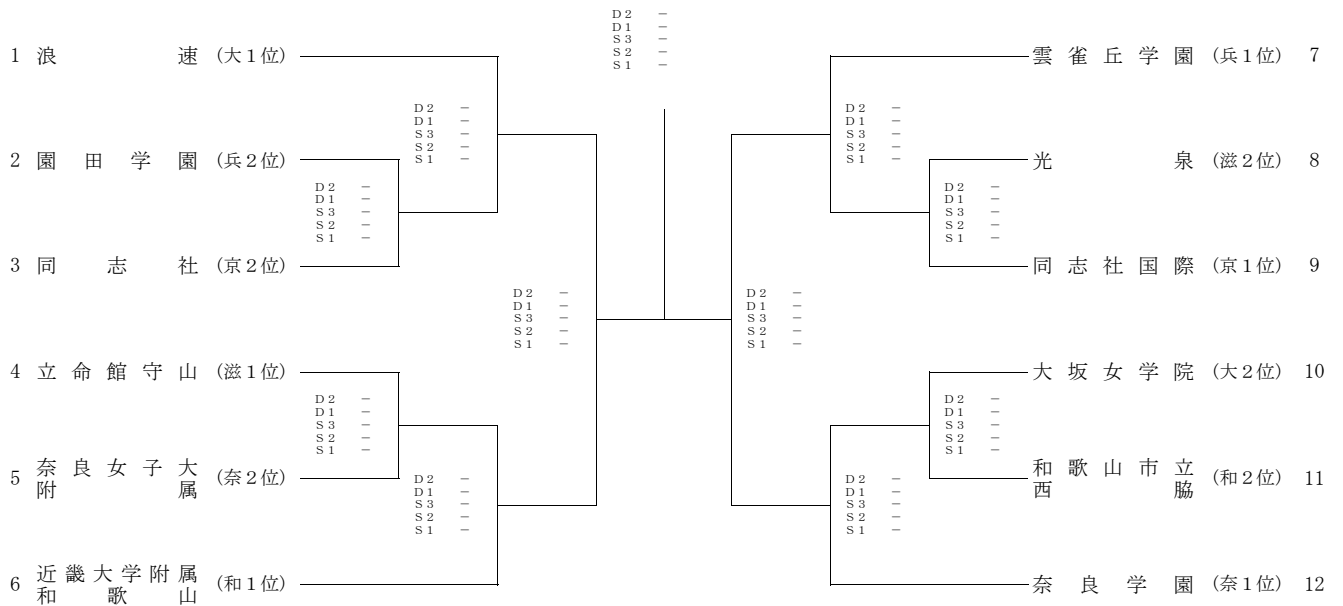 D2 －
D1 －
S3 －
S2 －
S1 －
1 浪速 (大1位)
D2 －
D1 －
S3 －
S2 －
S1 －
2 園田学園 (兵2位)
D2 －
D1 －
S3 －
S2 －
S1 －
3 同志社 (京2位)
D2 －
D1 －
S3 －
S2 －
S1 －
4 立命館守山 (滋1位)
D2 －
D1 －
S3 －
S2 －
S1 －
5 奈良女子大附属 (奈2位)
D2 －
D1 －
S3 －
S2 －
S1 －
6 近畿大学附属和歌山 (和1位)
雲雀丘学園 (兵1位) 7
D2 －
D1 －
S3 －
S2 －
S1 －
光泉 (滋2位) 8
D2 －
D1 －
S3 －
S2 －
S1 －
同志社国際 (京1位) 9
D2 －
D1 －
S3 －
S2 －
S1 －
大坂女学院 (大2位) 10
D2 －
D1 －
S3 －
S2 －
S1 －
和歌山市立西脇 (和2位) 11
D2 －
D1 －
S3 －
S2 －
S1 －
奈良学園 (奈1位) 12